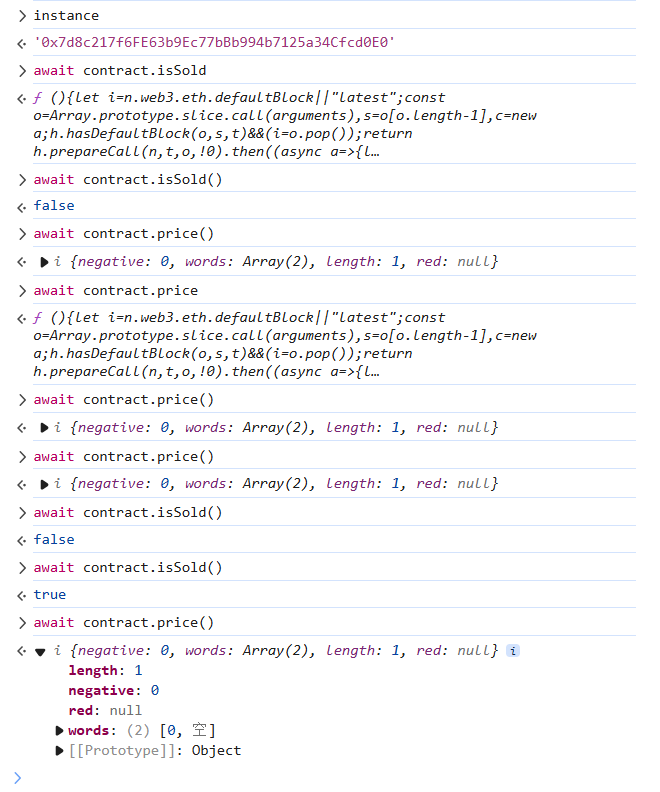 instance
'0x7d8c217f6FE63b9Ec77bBb994b7125a34Cfcd0E0'
await contract.isSold
ƒ (){let i=n.web3.eth.defaultBlock||"latest";const
o=Array.prototype.slice.call(arguments),s=o[o.length-1],c=new
a;h.hasDefaultBlock(o,s,t)&&(i=o.pop());return
h.prepareCall(n,t,o,!0).then((async a=>{l…
await contract.isSold()
false
await contract.price()
i {negative: 0, words: Array(2), length: 1, red: null}
await contract.price
ƒ (){let i=n.web3.eth.defaultBlock||"latest";const
o=Array.prototype.slice.call(arguments),s=o[o.length-1],c=new
a;h.hasDefaultBlock(o,s,t)&&(i=o.pop());return
h.prepareCall(n,t,o,!0).then((async a=>{l…
await contract.price()
i {negative: 0, words: Array(2), length: 1, red: null}
await contract.price()
i {negative: 0, words: Array(2), length: 1, red: null}
await contract.isSold()
false
await contract.isSold()
true
await contract.price()
i {negative: 0, words: Array(2), length: 1, red: null} i
length: 1
negative: 0
red: null
words: (2) [0, 空]
[[Prototype]]: Object